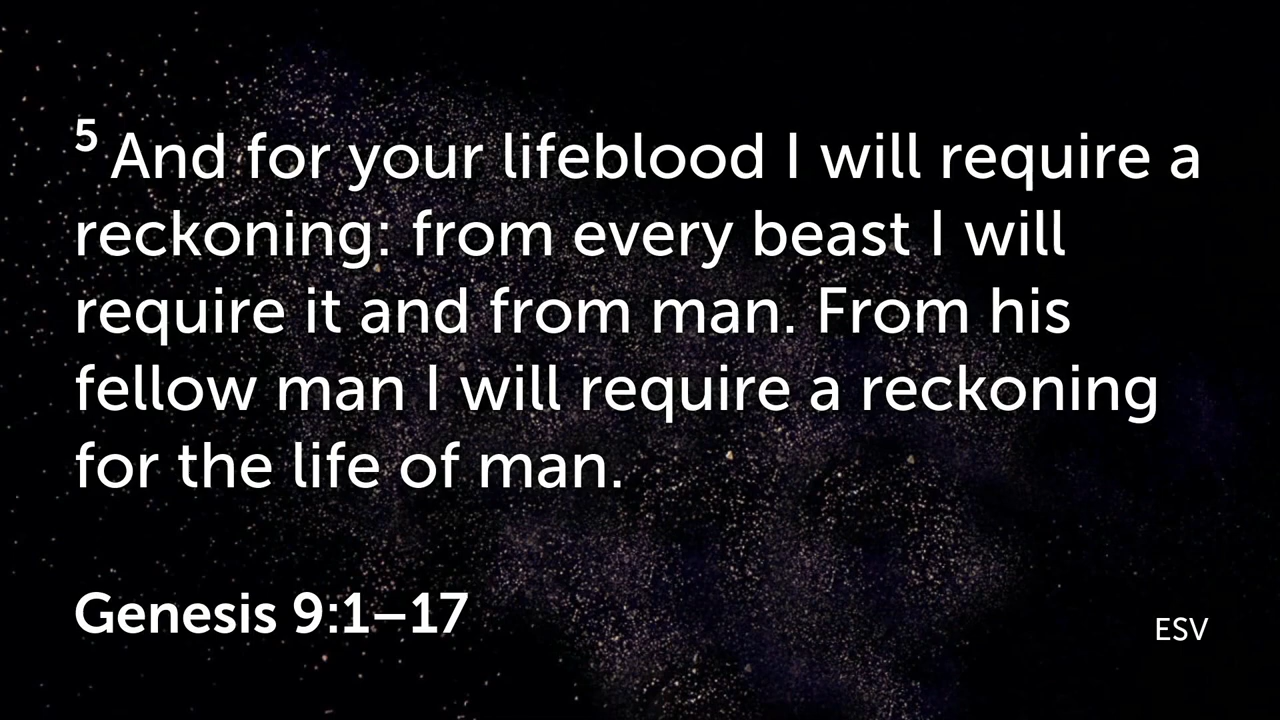 5 And for your lifeblood I will require a
reckoning: from every beast I will
require it and from man. From his
fellow man I will require a reckoning
for the life of man.
Genesis 9:1–17
ESV